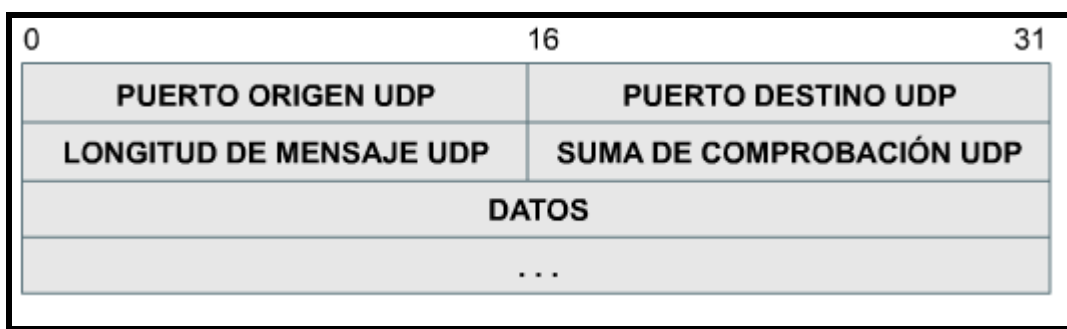 0 16 31
PUERTO ORIGEN UDP PUERTO DESTINO UDP
LONGITUD DE MENSAJE UDP SUMA DE COMPROBACIÓN UDP
DATOS
. . .